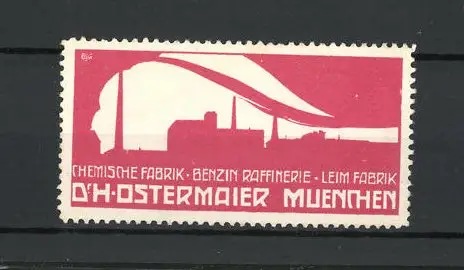 CHEMISCHE FABRIK · BENZIN RAFFINERIE · LEIM FABRIK
DR H · OSTERMAIER MUENCHEN